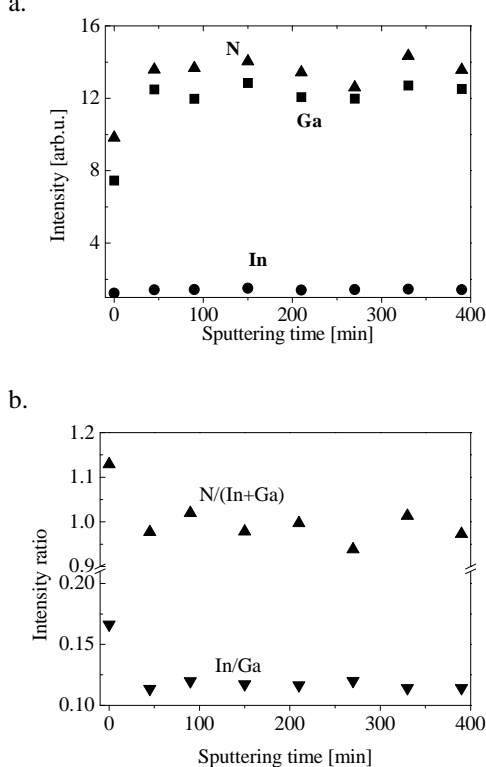 a.
16
N
12
Ga
8
4
In
Intensity [arb.u.]
0 100 200 300 400
Sputtering time [min]
b.
1.2
1.1
N/(In+Ga)
1.0
0.9
0.20
0.15
In/Ga
0.10
Intensity ratio
0 100 200 300 400
Sputtering time [min]